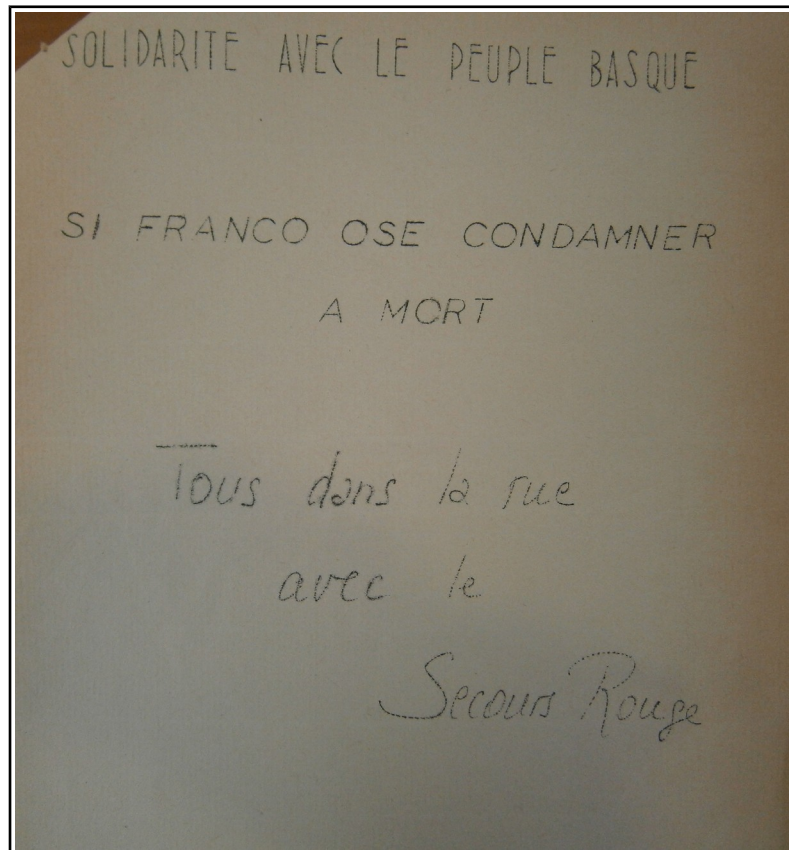 SOLIDARITE AVEC LE PEUPLE BASQUE
SI FRANCO OSE CONDAMNER
A MORT
Tous dans la rue
avec le
Secours Rouge